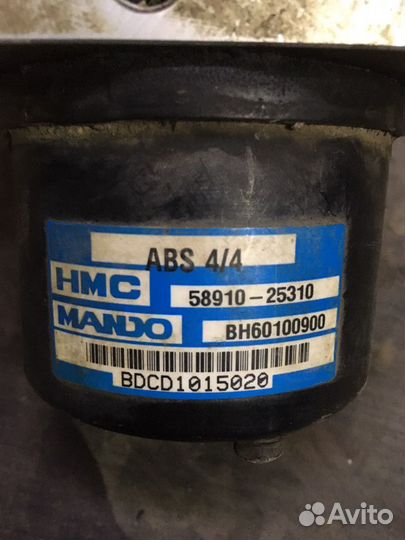 ABS 4/4
HMC 58910-25310
MANDO BH60100900
BDCD1015020
Avito